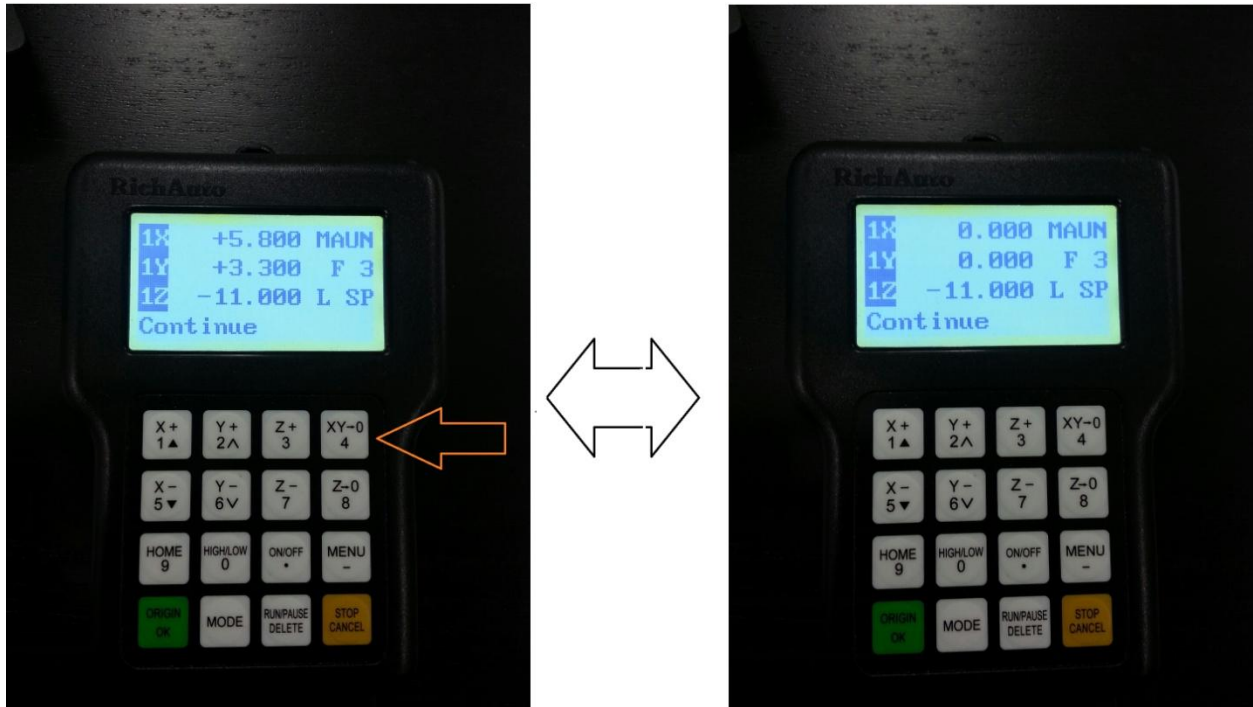 RichAuto
1X +5.800 MAUN
1Y +3.300 F 3
1Z -11.000 L SP
Continue
X+ Y+ Z+ XY→0
1▲ 2∧ 3 4
X- Y- Z- Z→0
5▼ 6∨ 7 8
HOME HIGH/LOW ON/OFF MENU
9 0 • -
ORIGIN MODE RUN/PAUSE STOP
OK DELETE CANCEL
RichAuto
1X 0.000 MAUN
1Y 0.000 F 3
1Z -11.000 L SP
Continue
X+ Y+ Z+ XY→0
1▲ 2∧ 3 4
X- Y- Z- Z→0
5▼ 6∨ 7 8
HOME HIGH/LOW ON/OFF MENU
9 0 • -
ORIGIN MODE RUN/PAUSE STOP
OK DELETE CANCEL